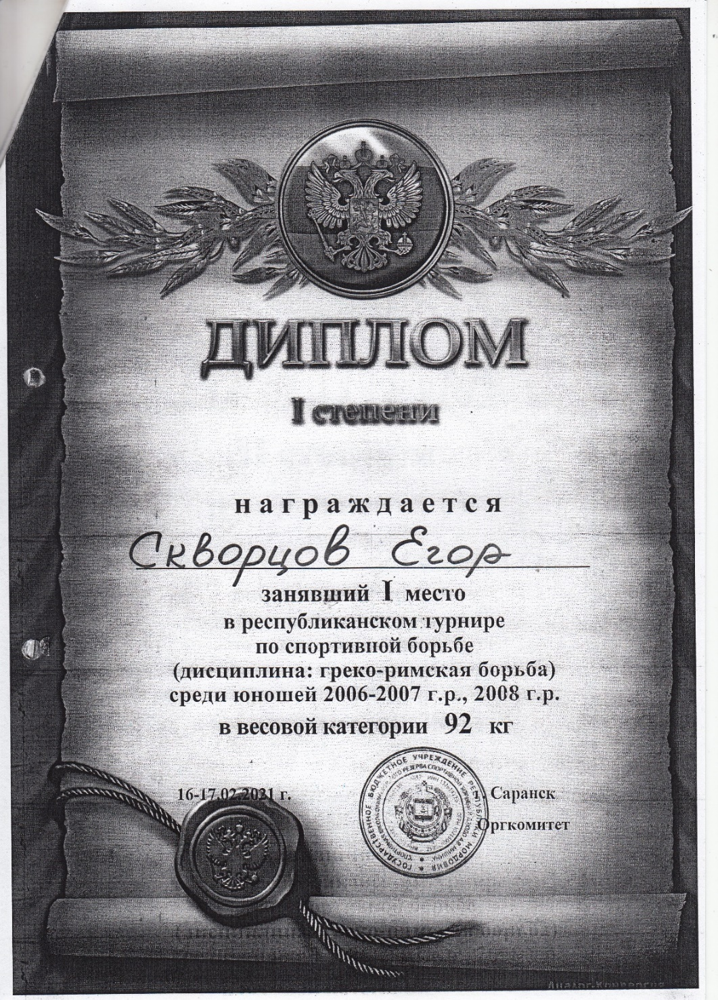 ДИПЛОМ
I степени
награждается
Скворцов Егор
занявший I место
в республиканском турнире
по спортивной борьбе
(дисциплина: греко-римская борьба)
среди юношей 2006-2007 г.р., 2008 г.р.
в весовой категории 92 кг
16-17.02.2021 г.
Саранск
Оргкомитет
ГОСУДАРСТВЕННОЕ БЮДЖЕТНОЕ УЧРЕЖДЕНИЕ РЕСПУБЛИКИ МОРДОВИЯ